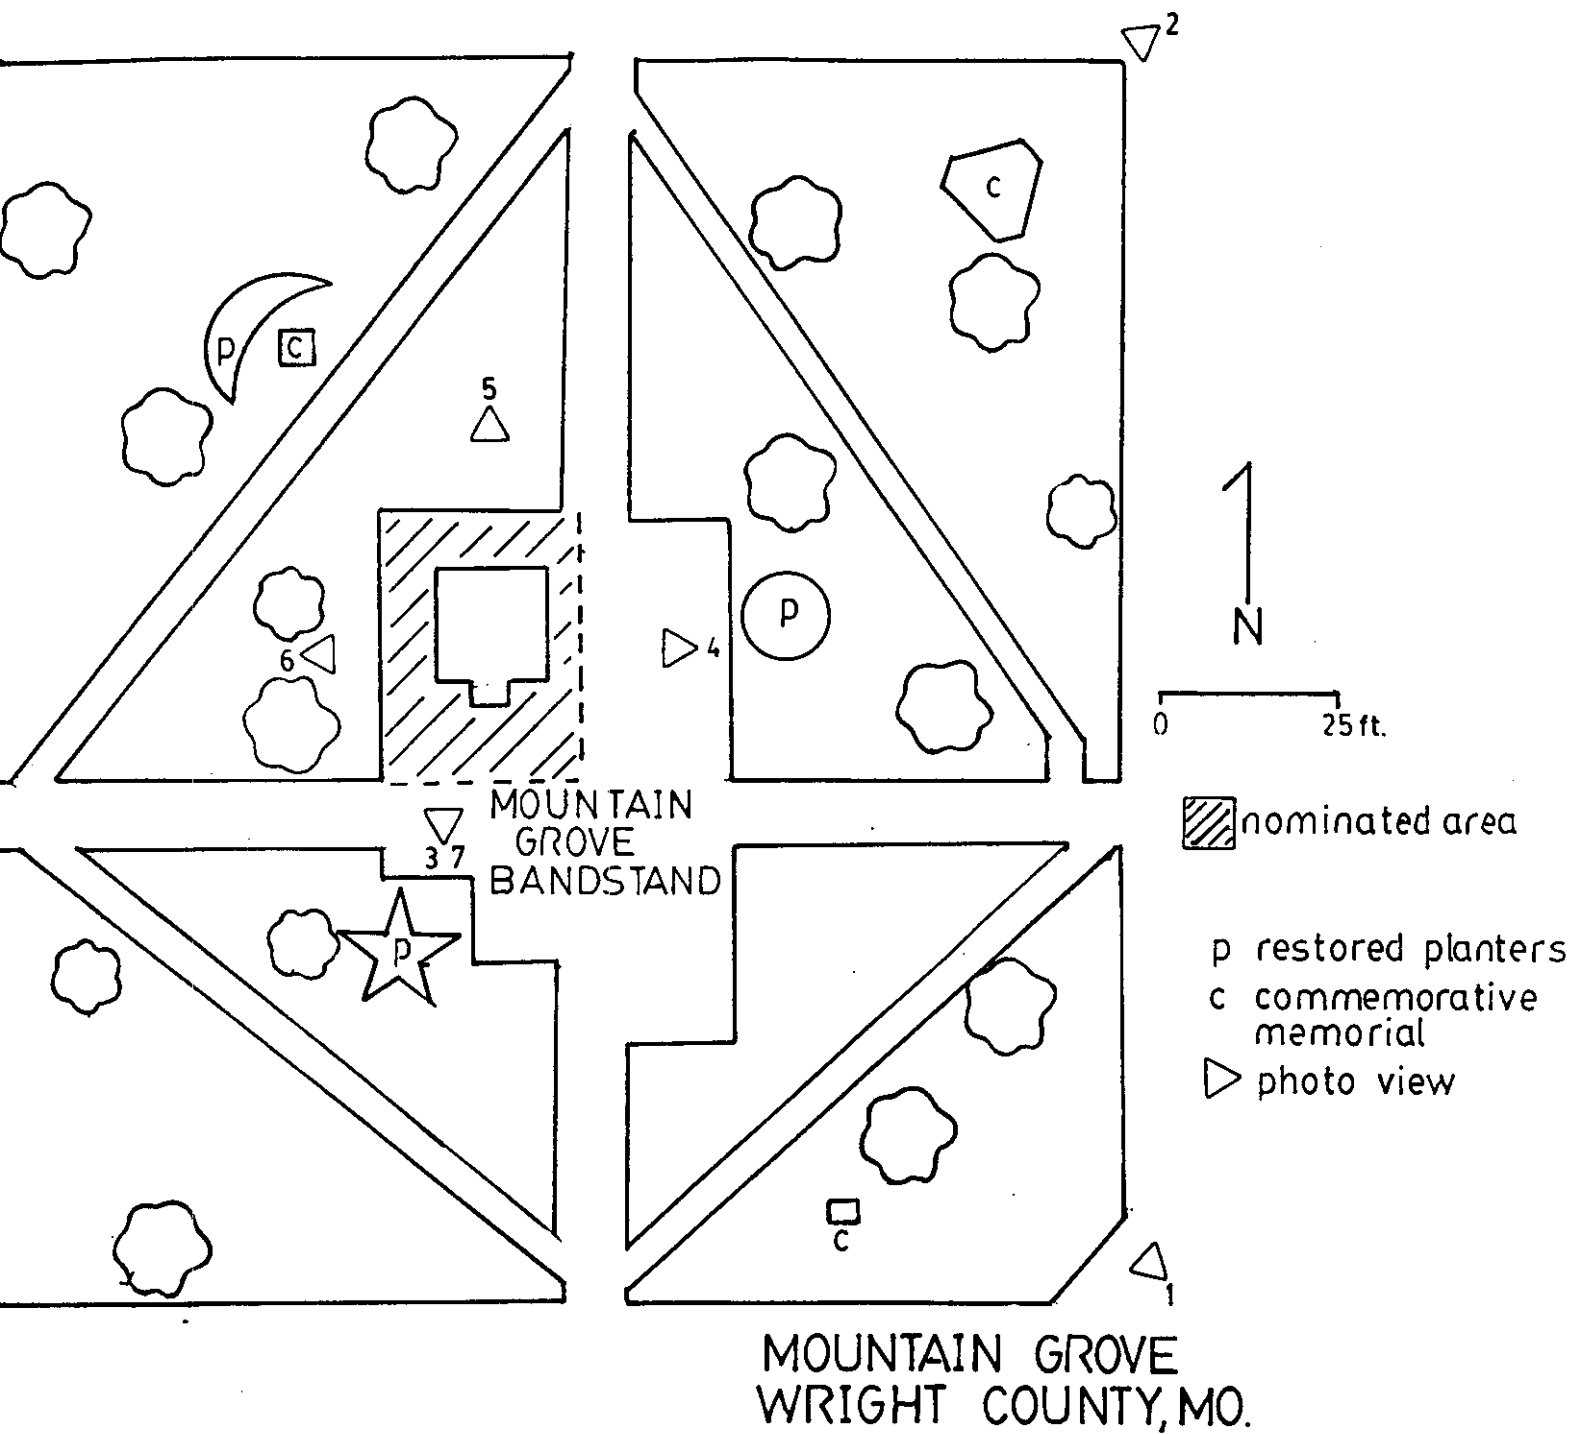 2
c
p
c
5
p
6
4
N
0 25 ft.
MOUNTAIN
GROVE
BANDSTAND
3 7
nominated area
p
p restored planters
c commemorative
memorial
photo view
c
1
MOUNTAIN GROVE
WRIGHT COUNTY, MO.